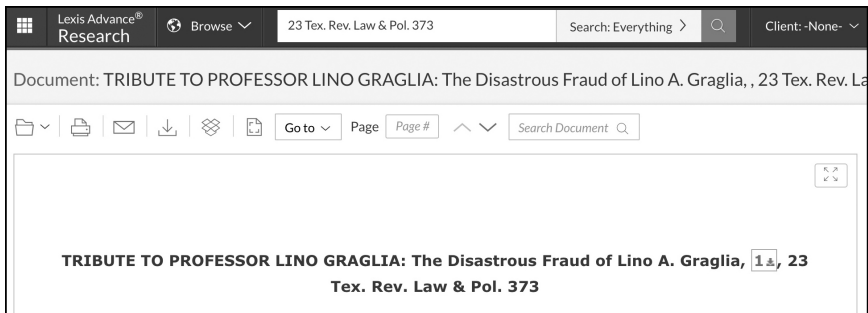 Lexis Advance® Research Browse 23 Tex. Rev. Law & Pol. 373 Search: Everything Client: -None-
Document: TRIBUTE TO PROFESSOR LINO GRAGLIA: The Disastrous Fraud of Lino A. Graglia, , 23 Tex. Rev. La
Go to Page Page # Search Document
TRIBUTE TO PROFESSOR LINO GRAGLIA: The Disastrous Fraud of Lino A. Graglia, 1, 23
Tex. Rev. Law & Pol. 373